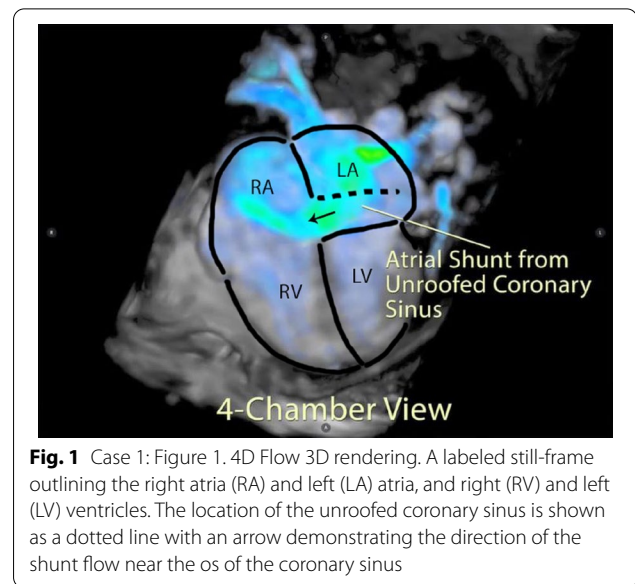 RA
LA
RV
LV
Atrial Shunt from
Unroofed Coronary
Sinus
4-Chamber View
Fig. 1 Case 1: Figure 1. 4D Flow 3D rendering. A labeled still-frame
outlining the right atria (RA) and left (LA) atria, and right (RV) and left
(LV) ventricles. The location of the unroofed coronary sinus is shown
as a dotted line with an arrow demonstrating the direction of the
shunt flow near the os of the coronary sinus